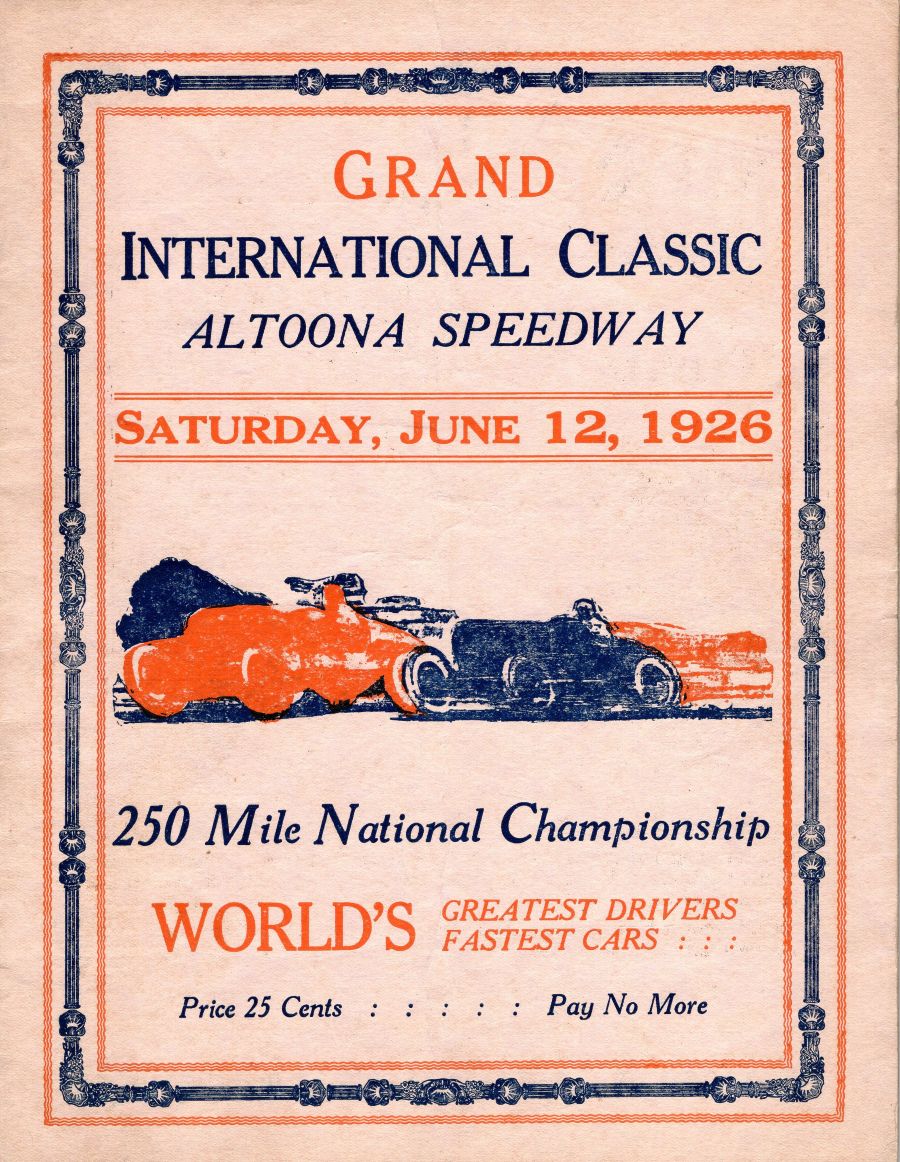 GRAND
INTERNATIONAL CLASSIC
ALTOONA SPEEDWAY
SATURDAY, JUNE 12, 1926
250 Mile National Championship
WORLD'S GREATEST DRIVERS
FASTEST CARS : : :
Price 25 Cents : : : : : Pay No More